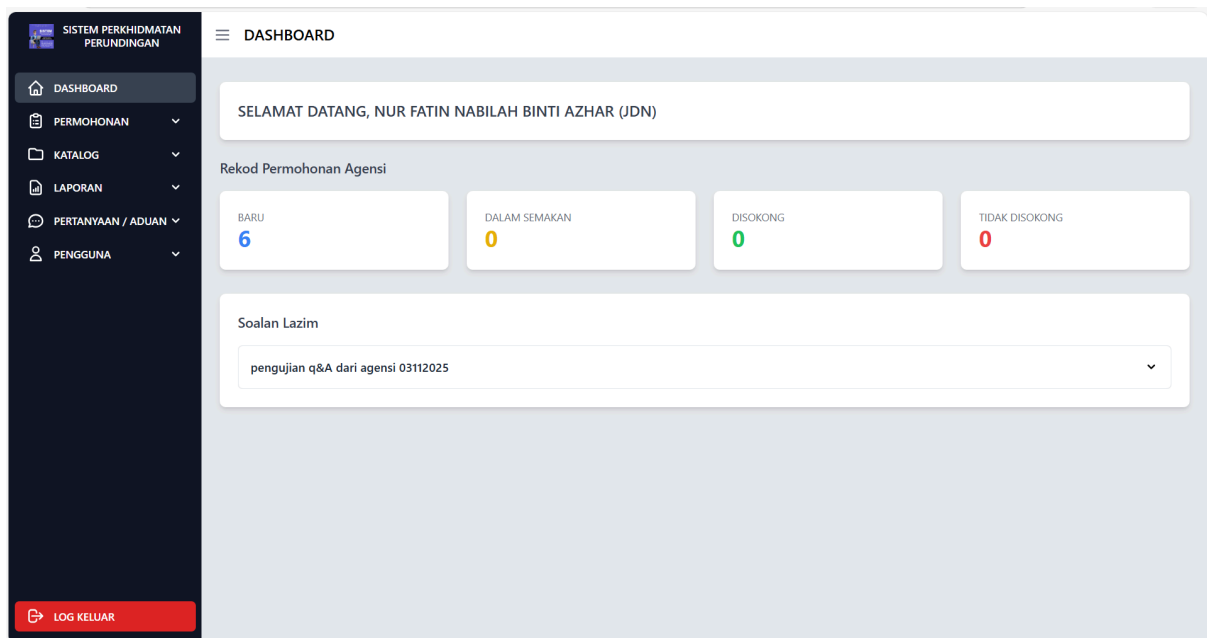 SISTEM PERKHIDMATAN
PERUNDINGAN
DASHBOARD
DASHBOARD
PERMOHONAN
KATALOG
LAPORAN
PERTANYAAN / ADUAN
PENGGUNA
LOG KELUAR
SELAMAT DATANG, NUR FATIN NABILAH BINTI AZHAR (JDN)
Rekod Permohonan Agensi
BARU
6
DALAM SEMAKAN
0
DISOKONG
0
TIDAK DISOKONG
0
Soalan Lazim
pengujian q&A dari agensi 03112025